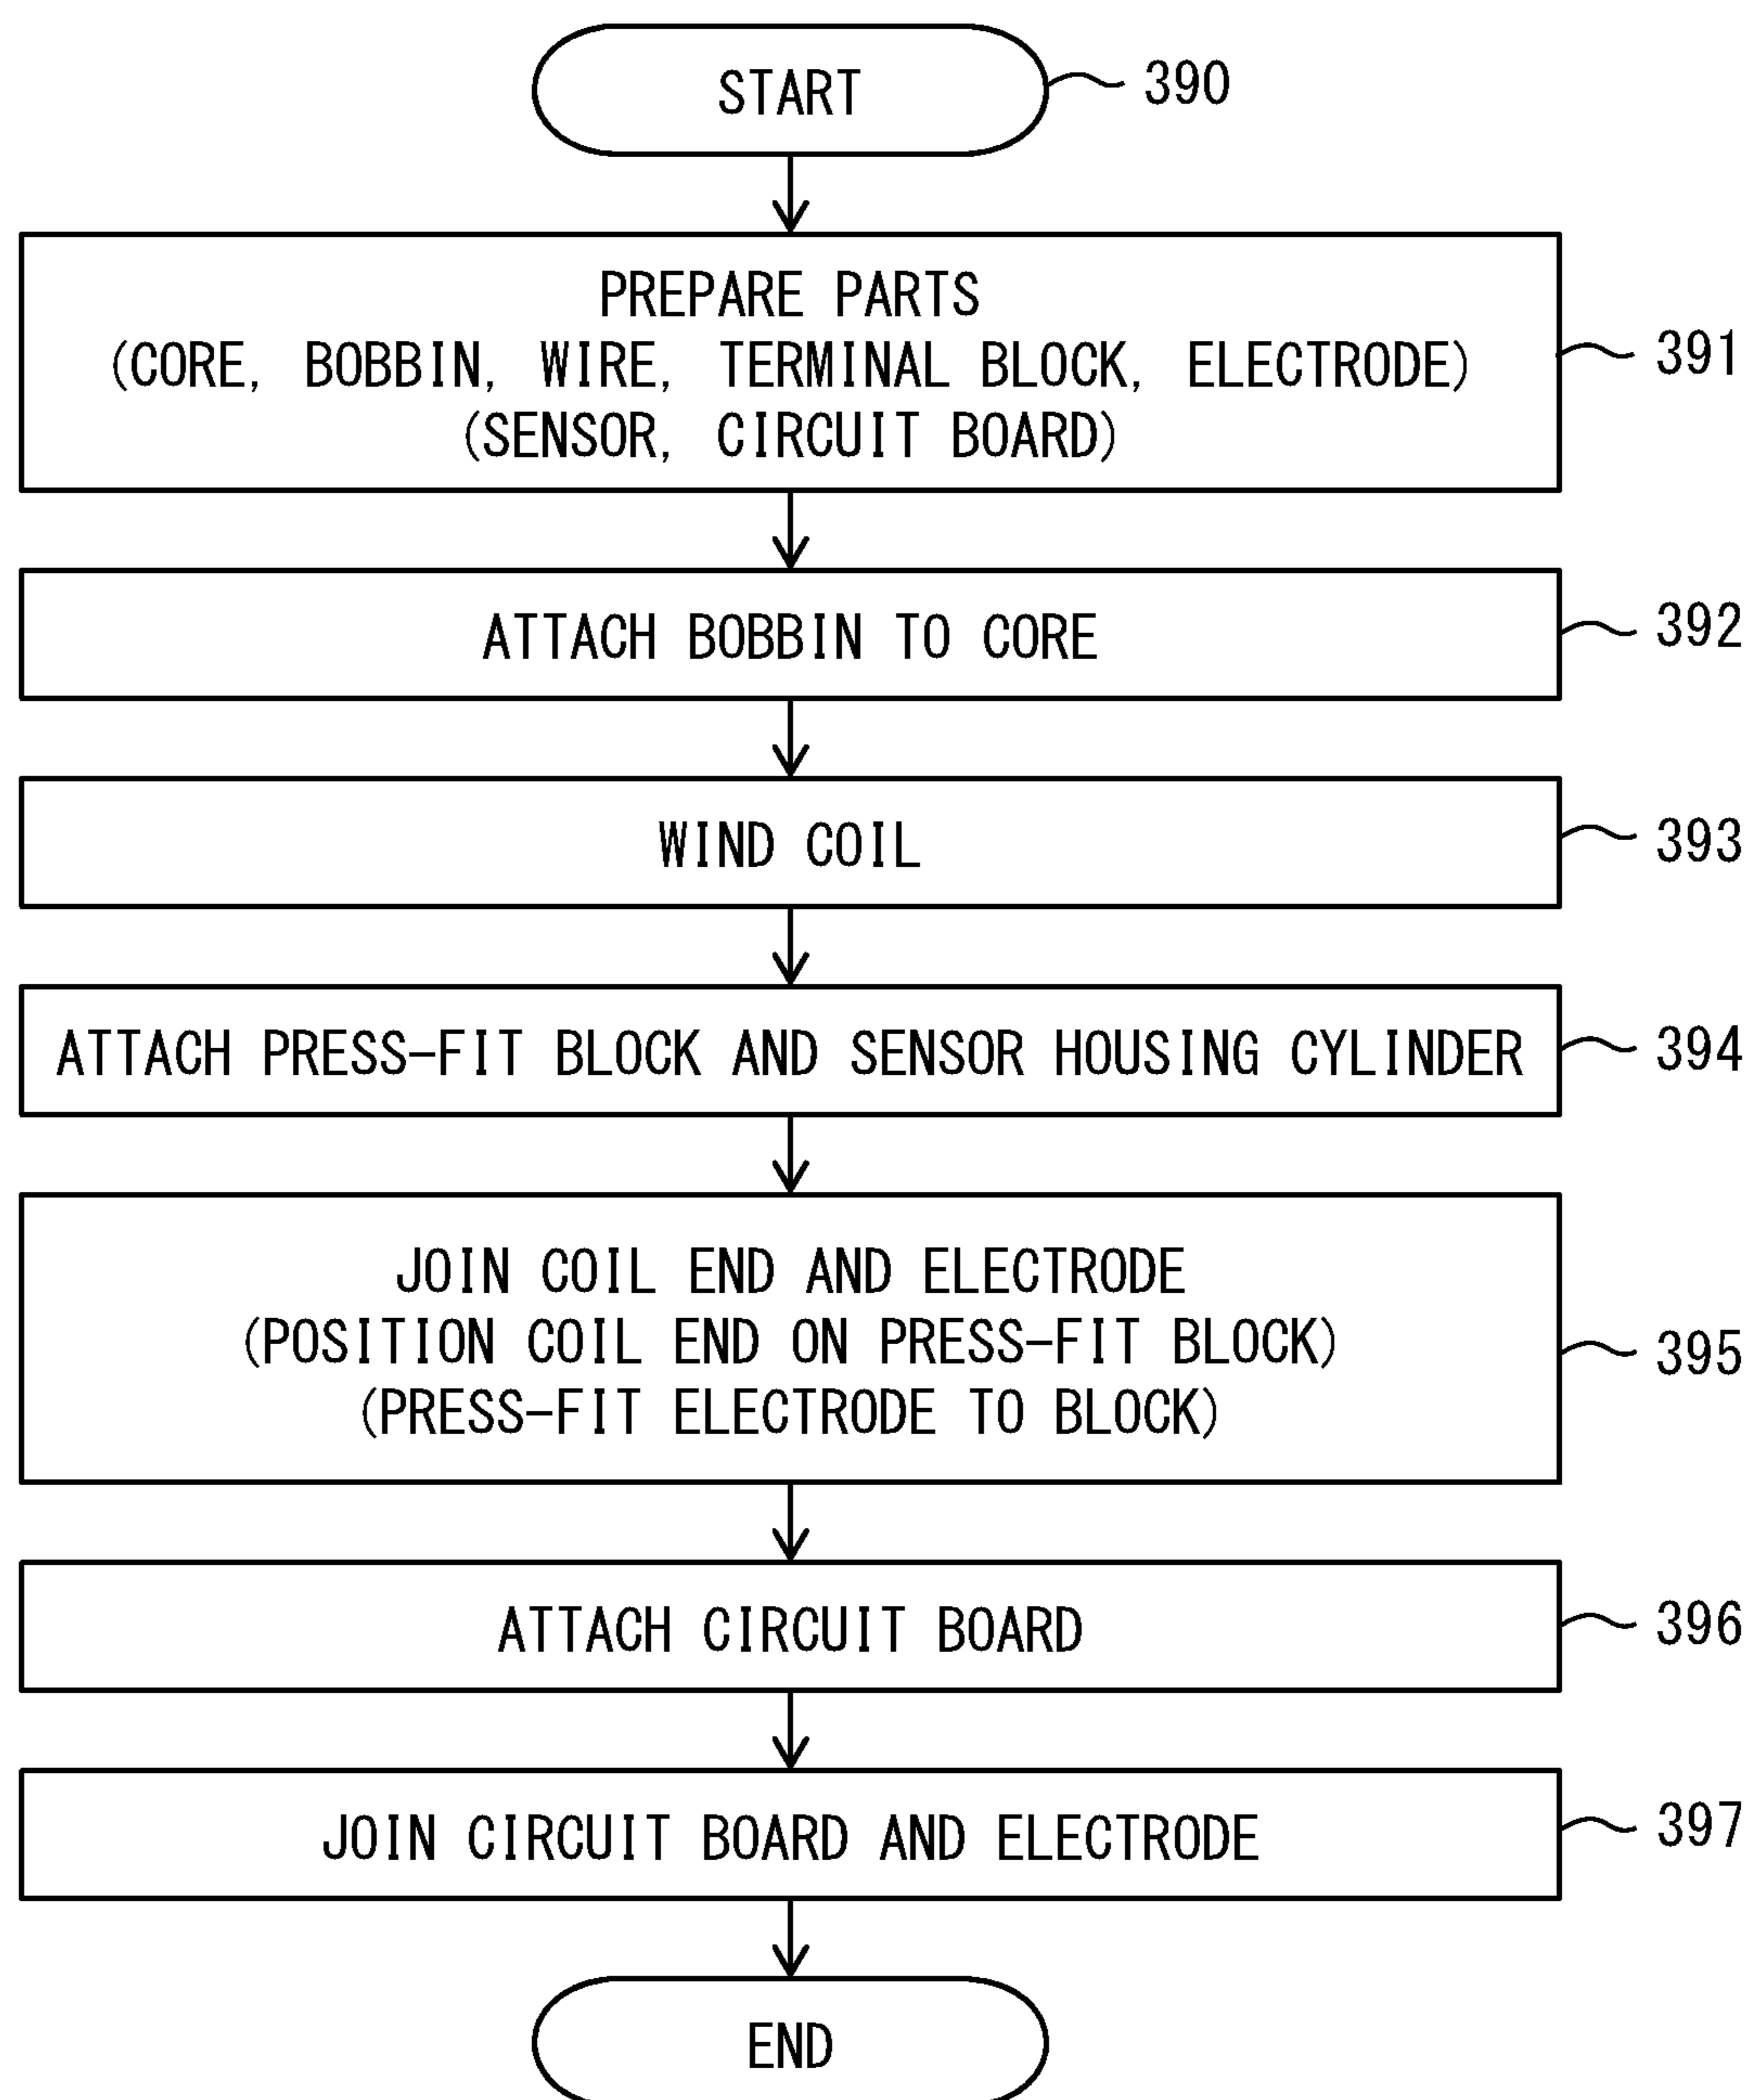 START
390
PREPARE PARTS
(CORE, BOBBIN, WIRE, TERMINAL BLOCK, ELECTRODE)
(SENSOR, CIRCUIT BOARD)
391
ATTACH BOBBIN TO CORE
392
WIND COIL
393
ATTACH PRESS-FIT BLOCK AND SENSOR HOUSING CYLINDER
394
JOIN COIL END AND ELECTRODE
(POSITION COIL END ON PRESS-FIT BLOCK)
(PRESS-FIT ELECTRODE TO BLOCK)
395
ATTACH CIRCUIT BOARD
396
JOIN CIRCUIT BOARD AND ELECTRODE
397
END